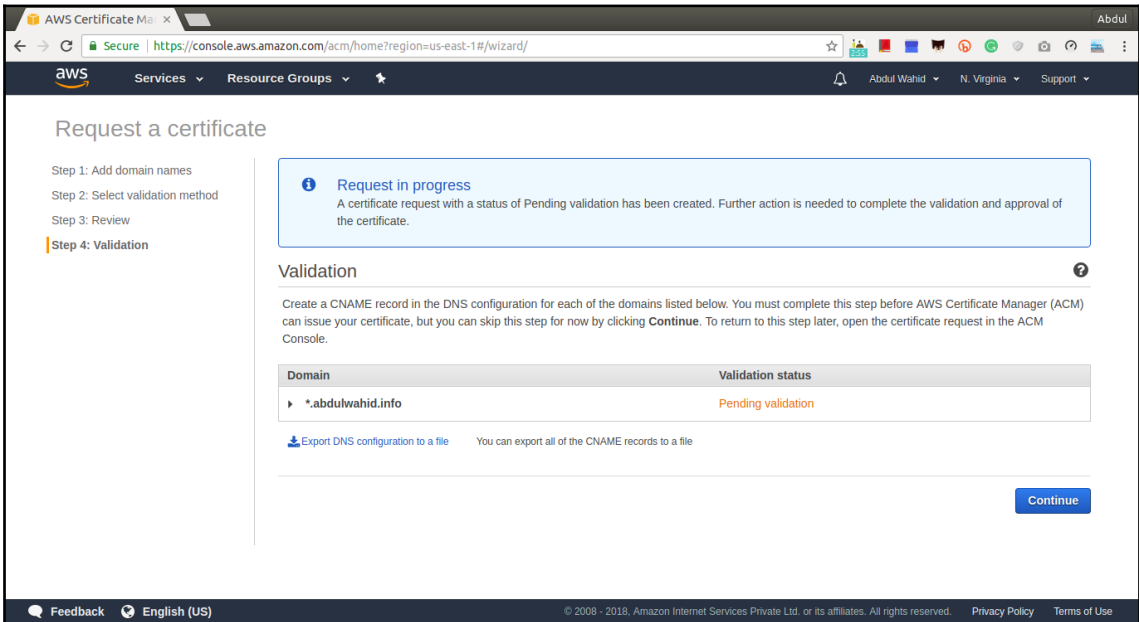 AWS Certificate Ma
Abdul
Secure https://console.aws.amazon.com/acm/home?region=us-east-1#/wizard/
2:55
aws Services Resource Groups Abdul Wahid N. Virginia Support
Request a certificate
Step 1: Add domain names
Step 2: Select validation method
Step 3: Review
Step 4: Validation
Request in progress
A certificate request with a status of Pending validation has been created. Further action is needed to complete the validation and approval of
the certificate.
Validation
Create a CNAME record in the DNS configuration for each of the domains listed below. You must complete this step before AWS Certificate Manager (ACM)
can issue your certificate, but you can skip this step for now by clicking Continue. To return to this step later, open the certificate request in the ACM
Console.
Domain Validation status
*.abdulwahid.info Pending validation
Export DNS configuration to a file You can export all of the CNAME records to a file
Continue
Feedback English (US) © 2008 - 2018, Amazon Internet Services Private Ltd. or its affiliates. All rights reserved. Privacy Policy Terms of Use